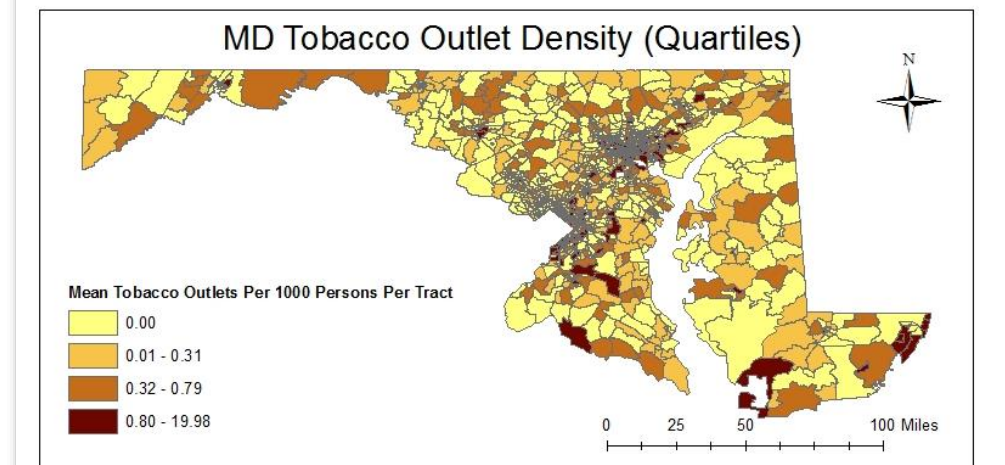 MD Tobacco Outlet Density (Quartiles)
N
Mean Tobacco Outlets Per 1000 Persons Per Tract
0.00
0.01 - 0.31
0.32 - 0.79
0.80 - 19.98
0 25 50 100 Miles